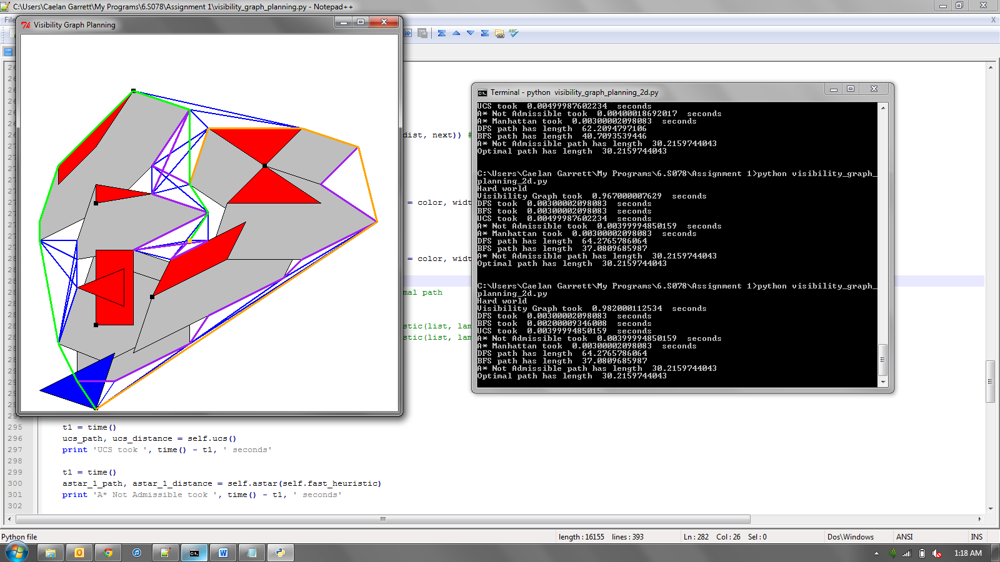 C:\Users\Caelan Garrett\My Programs\6.S078\Assignment 1\visibility_graph_planning.py - Notepad++
Visibility Graph Planning
Terminal - python  visibility_graph_planning_2d.py
UCS took  0.00499987602234  seconds
A* Not Admissible took  0.00400018692017  seconds
A* Manhattan took  0.00300002098083  seconds
DFS path has length  62.2094797106
BFS path has length  40.7093539446
A* Not Admissible path has length  30.2159744043
Optimal path has length  30.2159744043
C:\Users\Caelan Garrett\My Programs\6.S078\Assignment 1>python visibility_graph_
planning_2d.py
Hard world
Visibility Graph took  0.967000007629  seconds
DFS took  0.00300002098083  seconds
BFS took  0.00300002098083  seconds
UCS took  0.00499987602234  seconds
A* Not Admissible took  0.00399994850159  seconds
A* Manhattan took  0.00300002098083  seconds
DFS path has length  64.2765786064
BFS path has length  37.0809685987
A* Not Admissible path has length  30.2159744043
Optimal path has length  30.2159744043
C:\Users\Caelan Garrett\My Programs\6.S078\Assignment 1>python visibility_graph_
planning_2d.py
Hard world
Visibility Graph took  0.982000112534  seconds
DFS took  0.00300002098083  seconds
BFS took  0.00200009346008  seconds
UCS took  0.00399994850159  seconds
A* Not Admissible took  0.00399994850159  seconds
A* Manhattan took  0.00300002098083  seconds
DFS path has length  64.2765786064
BFS path has length  37.0809685987
A* Not Admissible path has length  30.2159744043
Optimal path has length  30.2159744043
dist, next)) #
= color, widt
= color, widt
mal path
stic(list, lam
stic(list, lam
295 t1 = time()
296 ucs_path, ucs_distance = self.ucs()
297 print 'UCS took ', time() - t1, ' seconds'
298
299 t1 = time()
300 astar_1_path, astar_1_distance = self.astar(self.fast_heuristic)
301 print 'A* Not Admissible took ', time() - t1, ' seconds'
302
Python file length : 16155 lines : 393 Ln : 282 Col : 26 Sel : 0 Dos\Windows ANSI INS
1:18 AM